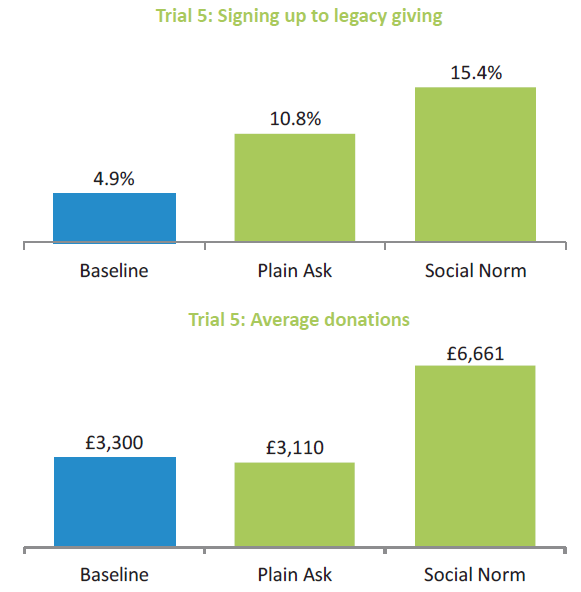 Trial 5: Signing up to legacy giving
15.4%
10.8%
4.9%
Baseline Plain Ask Social Norm
Trial 5: Average donations
£6,661
£3,300 £3,110
Baseline Plain Ask Social Norm